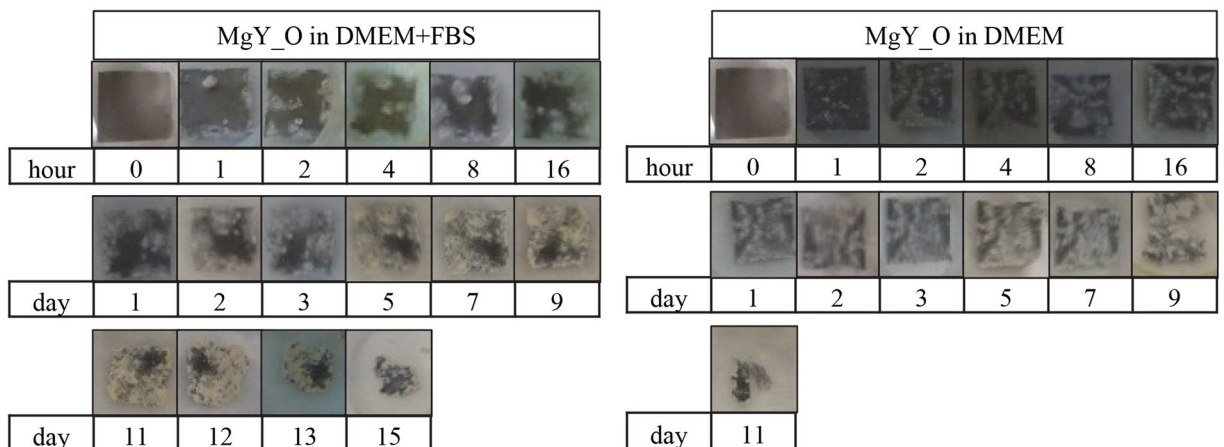 MgY_O in DMEM+FBS
hour 0 1 2 4 8 16
day 1 2 3 5 7 9
day 11 12 13 15
MgY_O in DMEM
hour 0 1 2 4 8 16
day 1 2 3 5 7 9
day 11